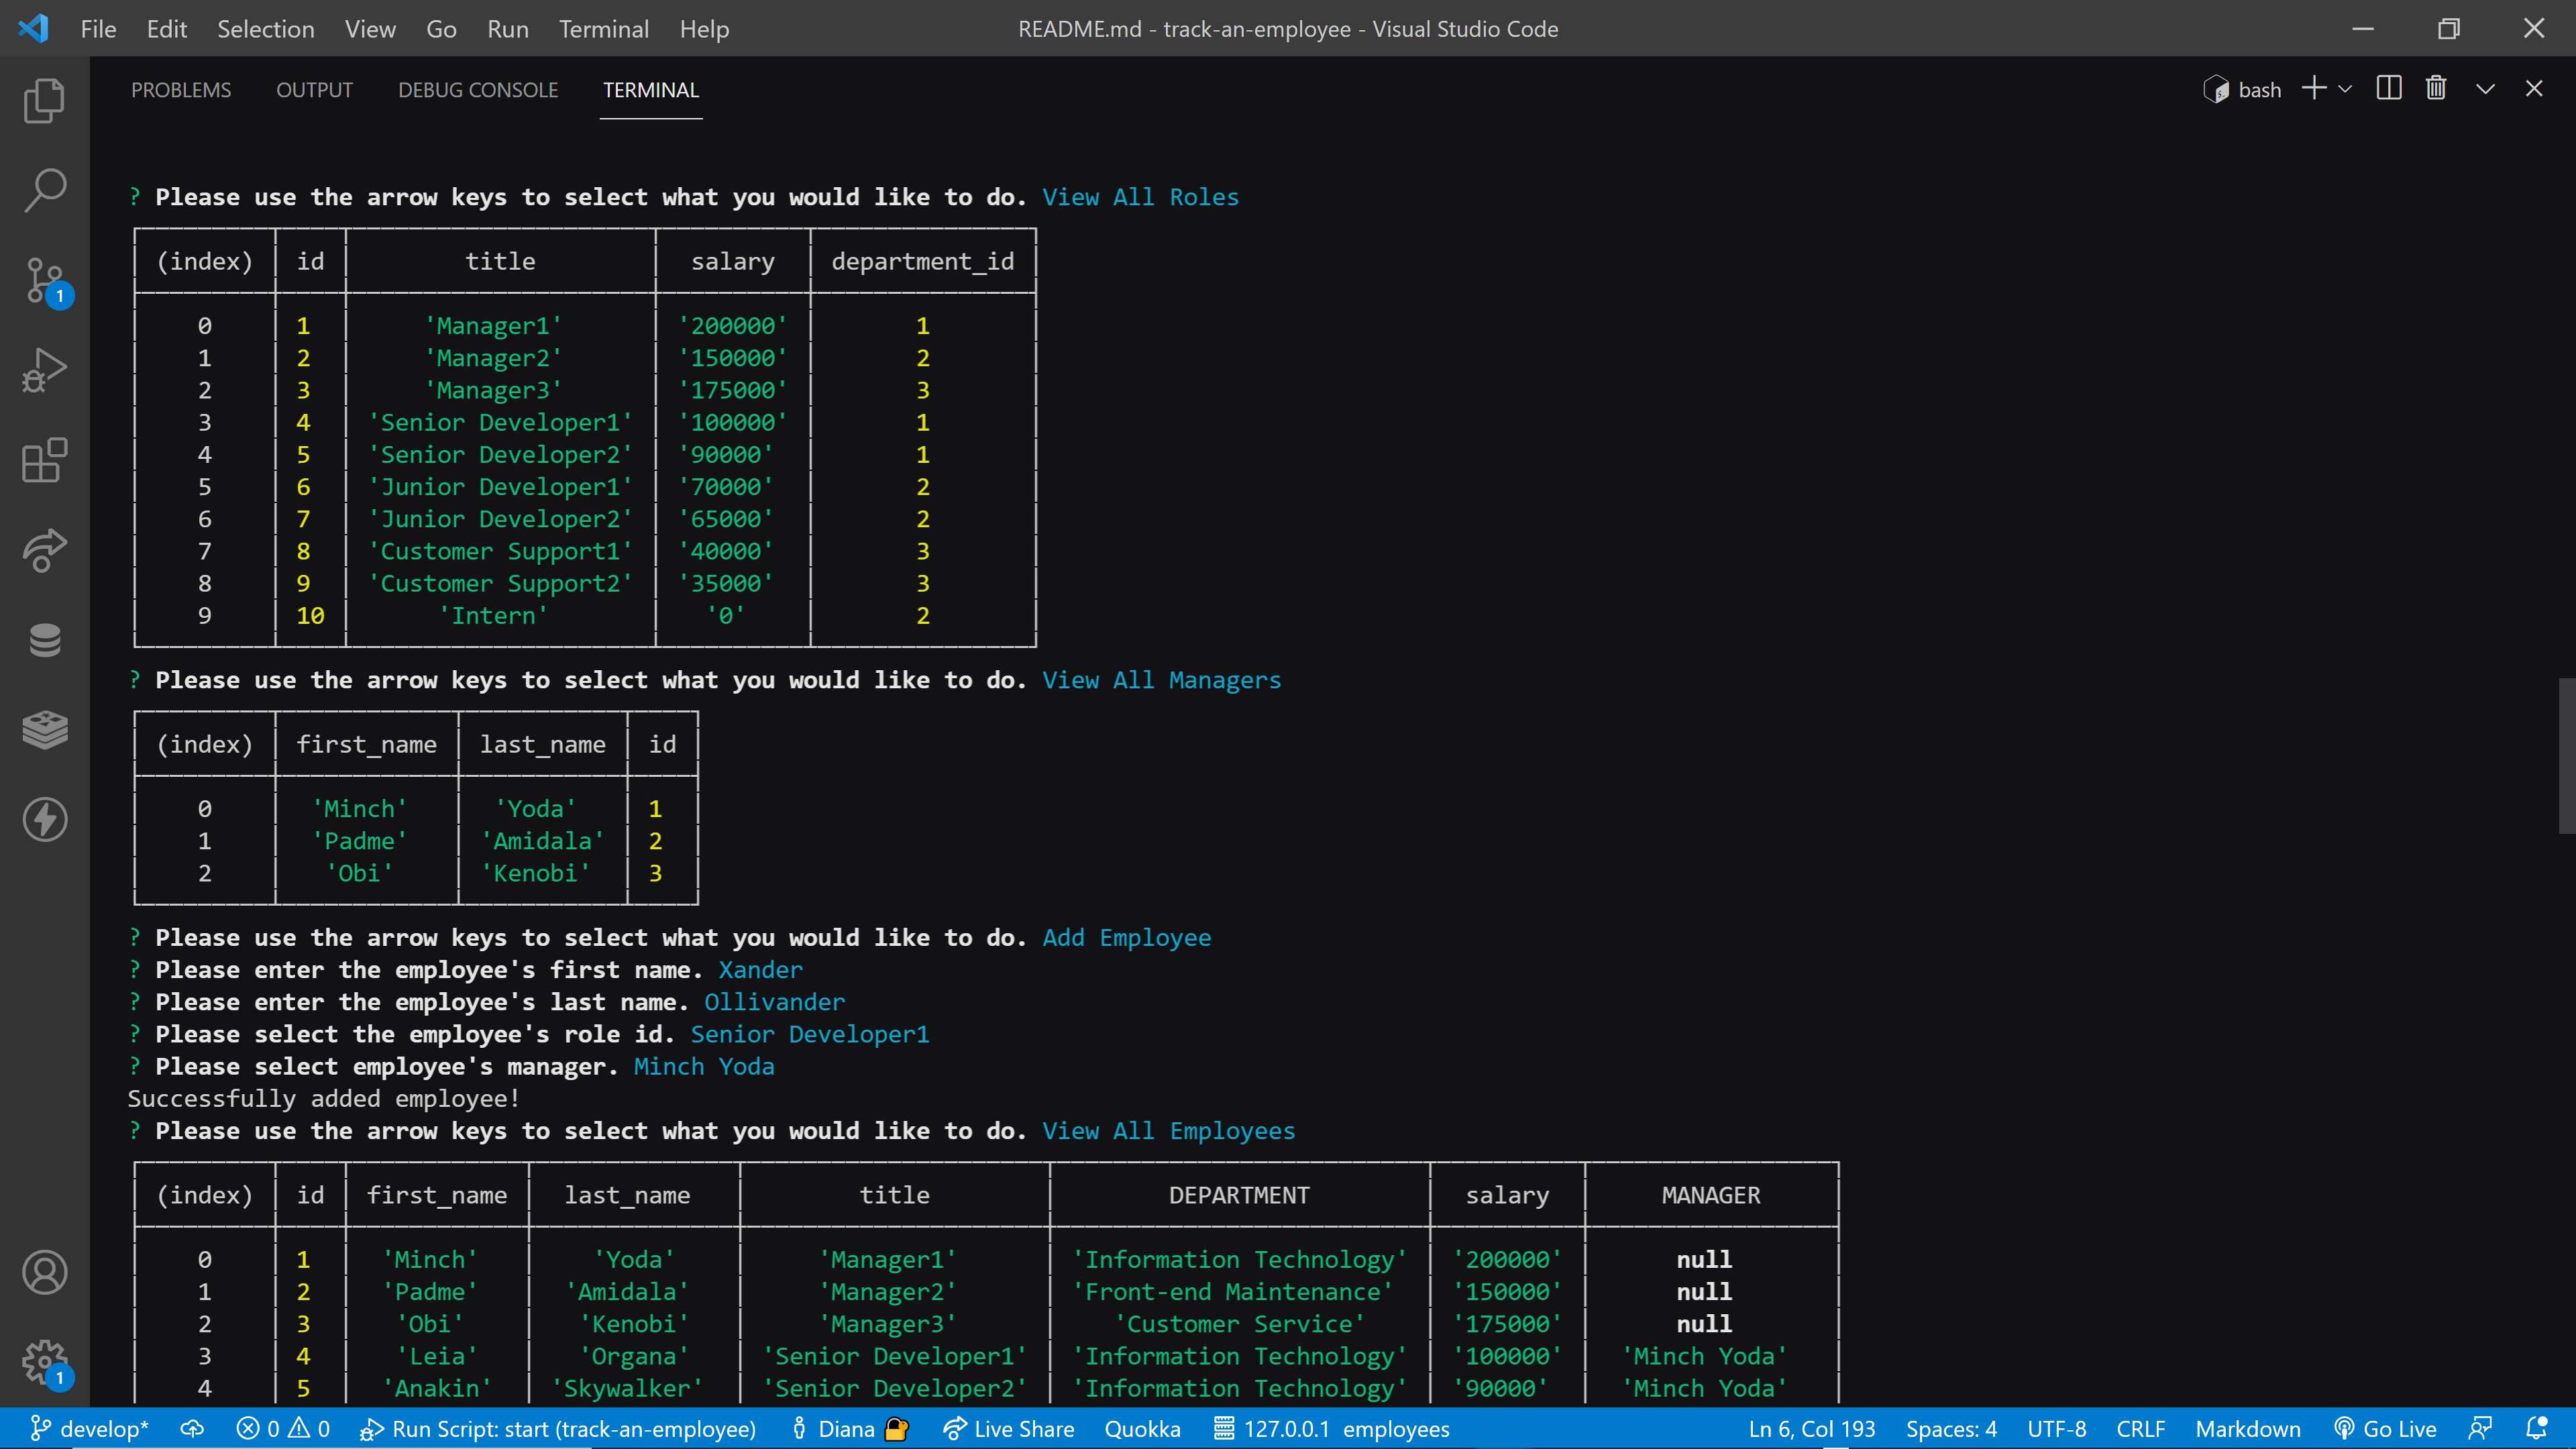 File Edit Selection View Go Run Terminal Help README.md - track-an-employee - Visual Studio Code
PROBLEMS OUTPUT DEBUG CONSOLE TERMINAL bash
? Please use the arrow keys to select what you would like to do. View All Roles
(index) id title salary department_id
0 1 'Manager1' '200000' 1
1 2 'Manager2' '150000' 2
2 3 'Manager3' '175000' 3
3 4 'Senior Developer1' '100000' 1
4 5 'Senior Developer2' '90000' 1
5 6 'Junior Developer1' '70000' 2
6 7 'Junior Developer2' '65000' 2
7 8 'Customer Support1' '40000' 3
8 9 'Customer Support2' '35000' 3
9 10 'Intern' '0' 2
? Please use the arrow keys to select what you would like to do. View All Managers
(index) first_name last_name id
0 'Minch' 'Yoda' 1
1 'Padme' 'Amidala' 2
2 'Obi' 'Kenobi' 3
? Please use the arrow keys to select what you would like to do. Add Employee
? Please enter the employee's first name. Xander
? Please enter the employee's last name. Ollivander
? Please select the employee's role id. Senior Developer1
? Please select employee's manager. Minch Yoda
Successfully added employee!
? Please use the arrow keys to select what you would like to do. View All Employees
(index) id first_name last_name title DEPARTMENT salary MANAGER
0 1 'Minch' 'Yoda' 'Manager1' 'Information Technology' '200000' null
1 2 'Padme' 'Amidala' 'Manager2' 'Front-end Maintenance' '150000' null
2 3 'Obi' 'Kenobi' 'Manager3' 'Customer Service' '175000' null
3 4 'Leia' 'Organa' 'Senior Developer1' 'Information Technology' '100000' 'Minch Yoda'
4 5 'Anakin' 'Skywalker' 'Senior Developer2' 'Information Technology' '90000' 'Minch Yoda'
1
1
develop* 0 0 Run Script: start (track-an-employee) Diana Live Share Quokka 127.0.0.1 employees Ln 6, Col 193 Spaces: 4 UTF-8 CRLF Markdown Go Live